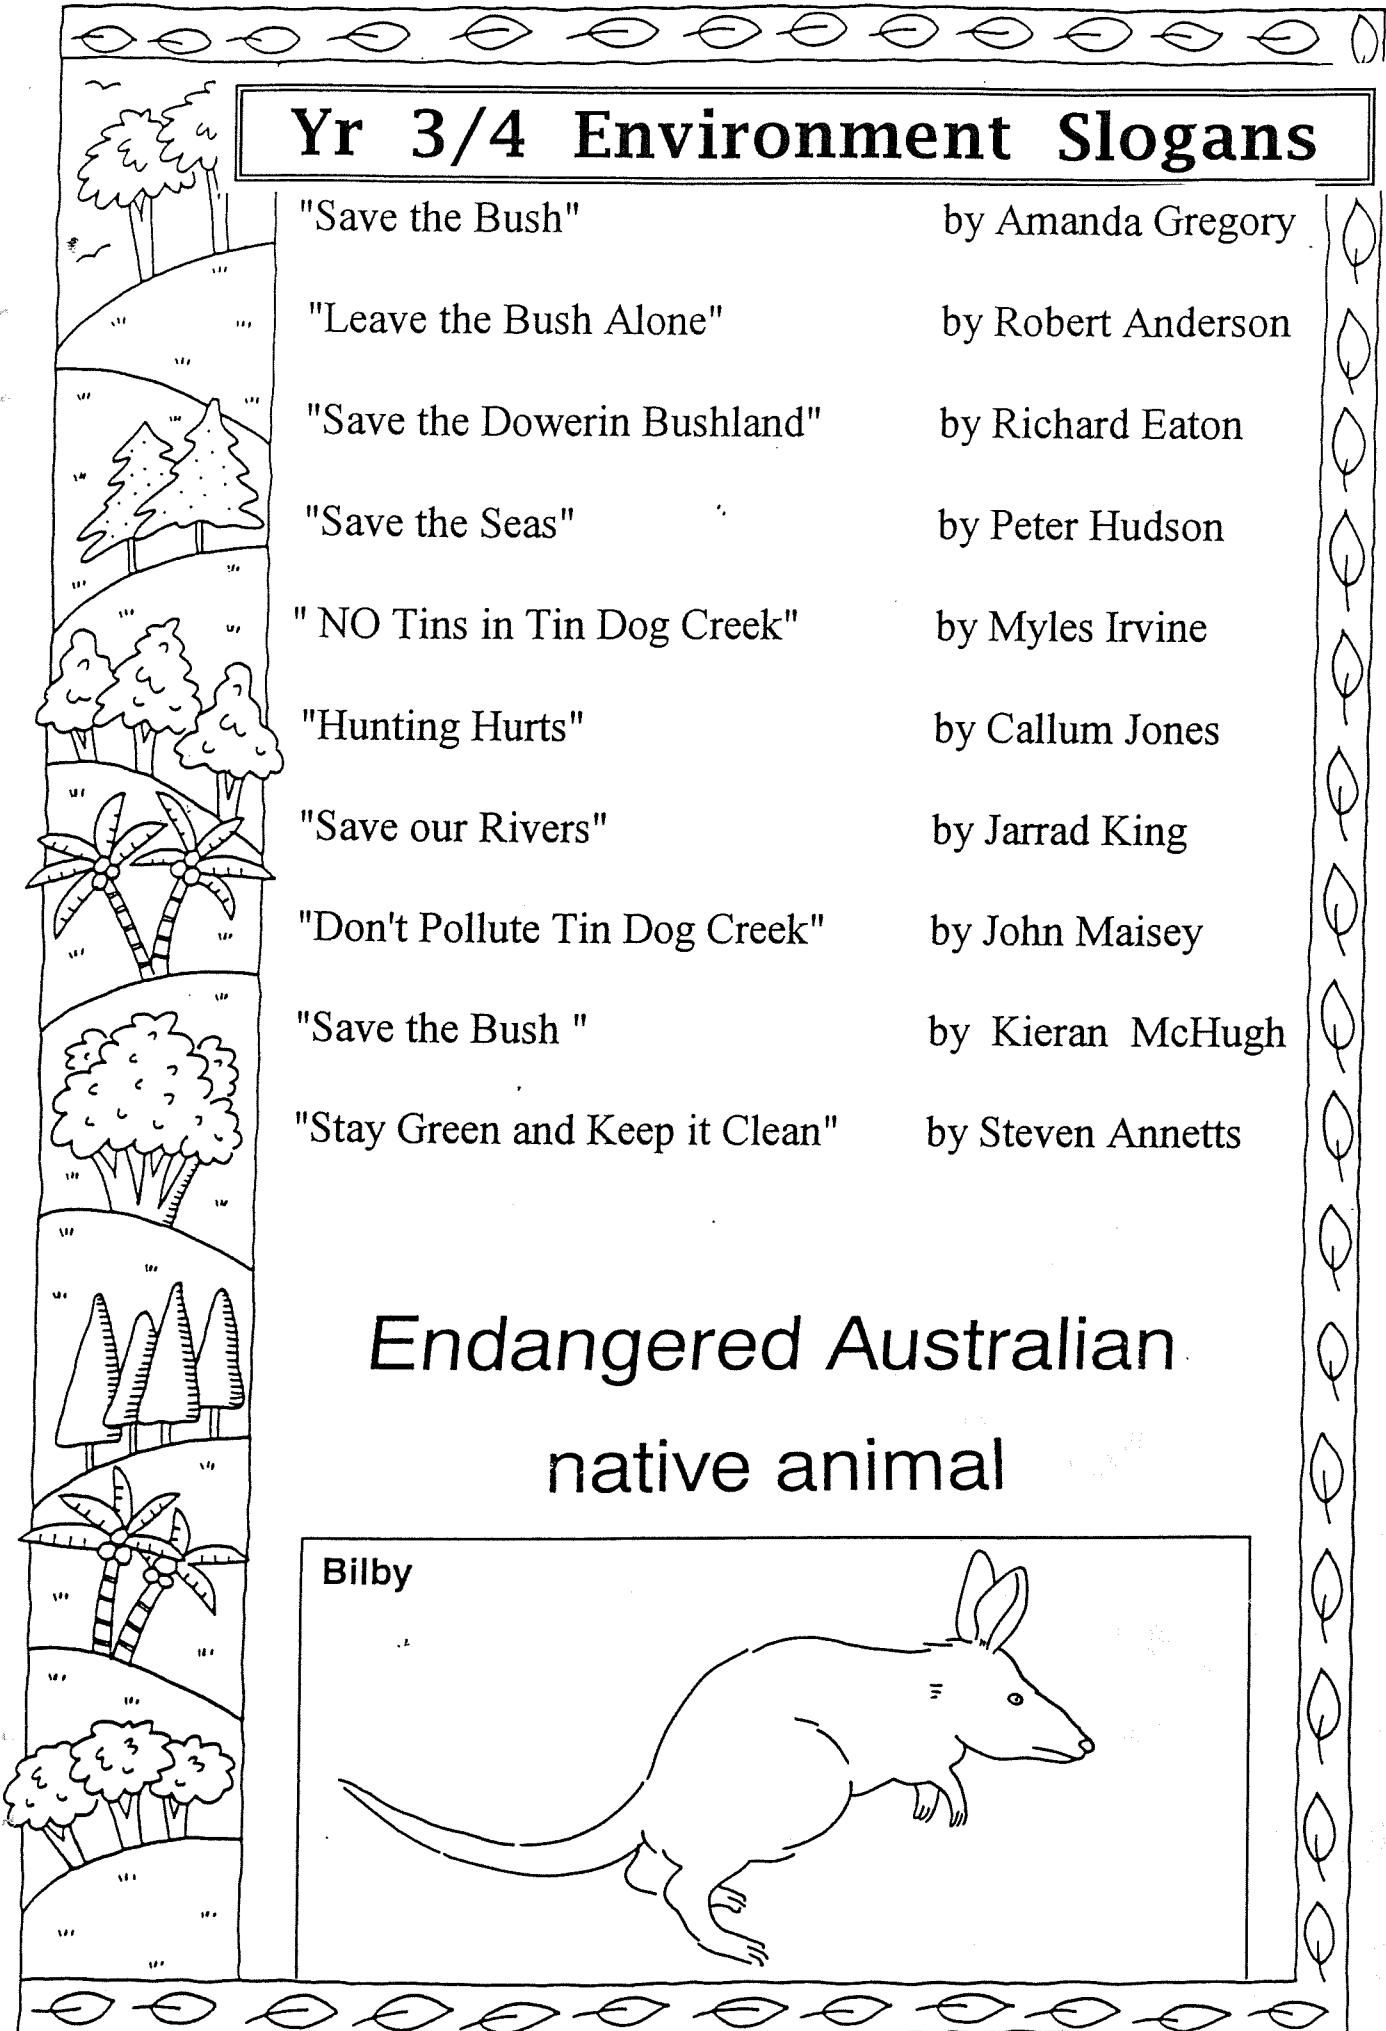 Yr 3/4 Environment Slogans
"Save the Bush" by Amanda Gregory
"Leave the Bush Alone" by Robert Anderson
"Save the Dowerin Bushland" by Richard Eaton
"Save the Seas" by Peter Hudson
" NO Tins in Tin Dog Creek" by Myles Irvine
"Hunting Hurts" by Callum Jones
"Save our Rivers" by Jarrad King
"Don't Pollute Tin Dog Creek" by John Maisey
"Save the Bush " by Kieran McHugh
"Stay Green and Keep it Clean" by Steven Annetts
Endangered Australian
native animal
Bilby